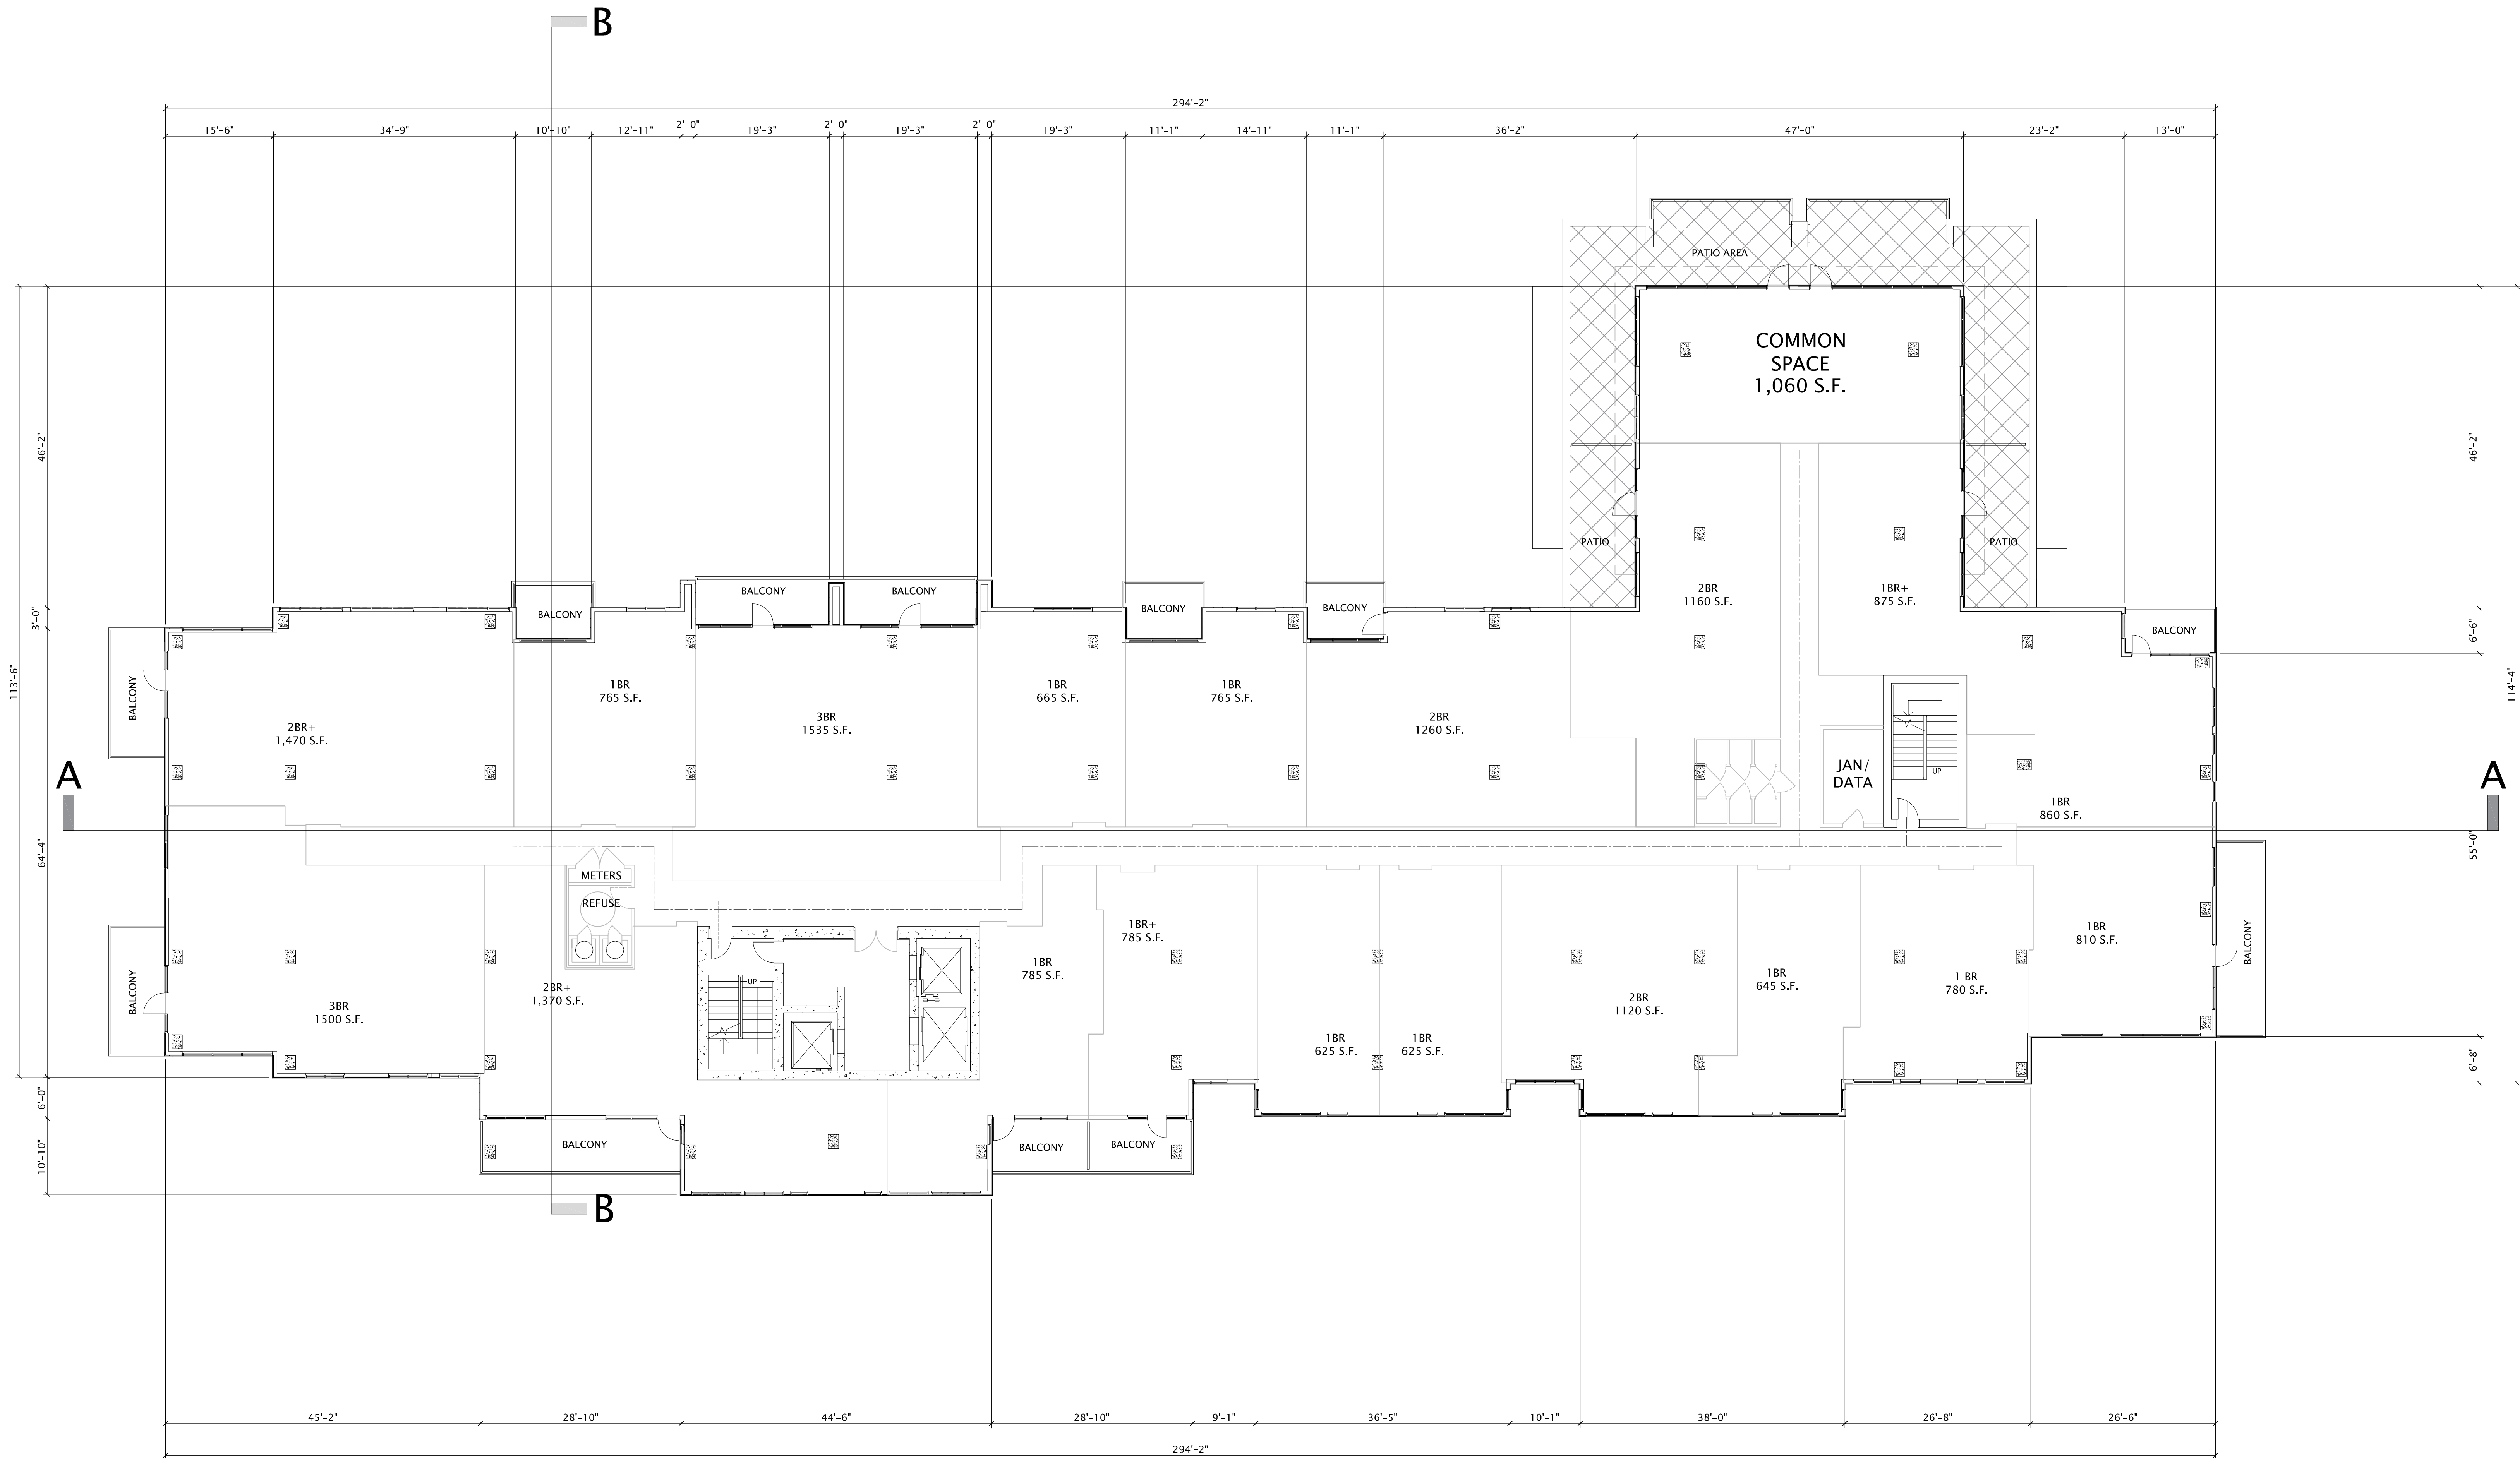 B
294'-2"
15'-6" 34'-9" 10'-10" 12'-11" 2'-0" 19'-3" 2'-0" 19'-3" 2'-0" 19'-3" 11'-1" 14'-11" 11'-1" 36'-2" 47'-0" 23'-2" 13'-0"
PATIO AREA
COMMON
SPACE
1,060 S.F.
46'-2"
46'-2"
PATIO
PATIO
BALCONY
BALCONY
BALCONY
BALCONY
BALCONY
BALCONY
2BR
1160 S.F.
1BR+
875 S.F.
3'-0"
6'-6"
113'-6"
114'-4"
BALCONY
1BR
765 S.F.
1BR
665 S.F.
1BR
765 S.F.
2BR+
1,470 S.F.
3BR
1535 S.F.
2BR
1260 S.F.
A
JAN/
DATA
UP
A
1BR
860 S.F.
64'-4"
55'-0"
METERS
REFUSE
1BR+
785 S.F.
1BR
810 S.F.
BALCONY
BALCONY
3BR
1500 S.F.
2BR+
1,370 S.F.
UP
1BR
785 S.F.
1BR
625 S.F.
1BR
625 S.F.
2BR
1120 S.F.
1BR
645 S.F.
1 BR
780 S.F.
6'-8"
6'-0"
10'-10"
BALCONY
BALCONY
BALCONY
B
45'-2" 28'-10" 44'-6" 28'-10" 9'-1" 36'-5" 10'-1" 38'-0" 26'-8" 26'-6"
294'-2"